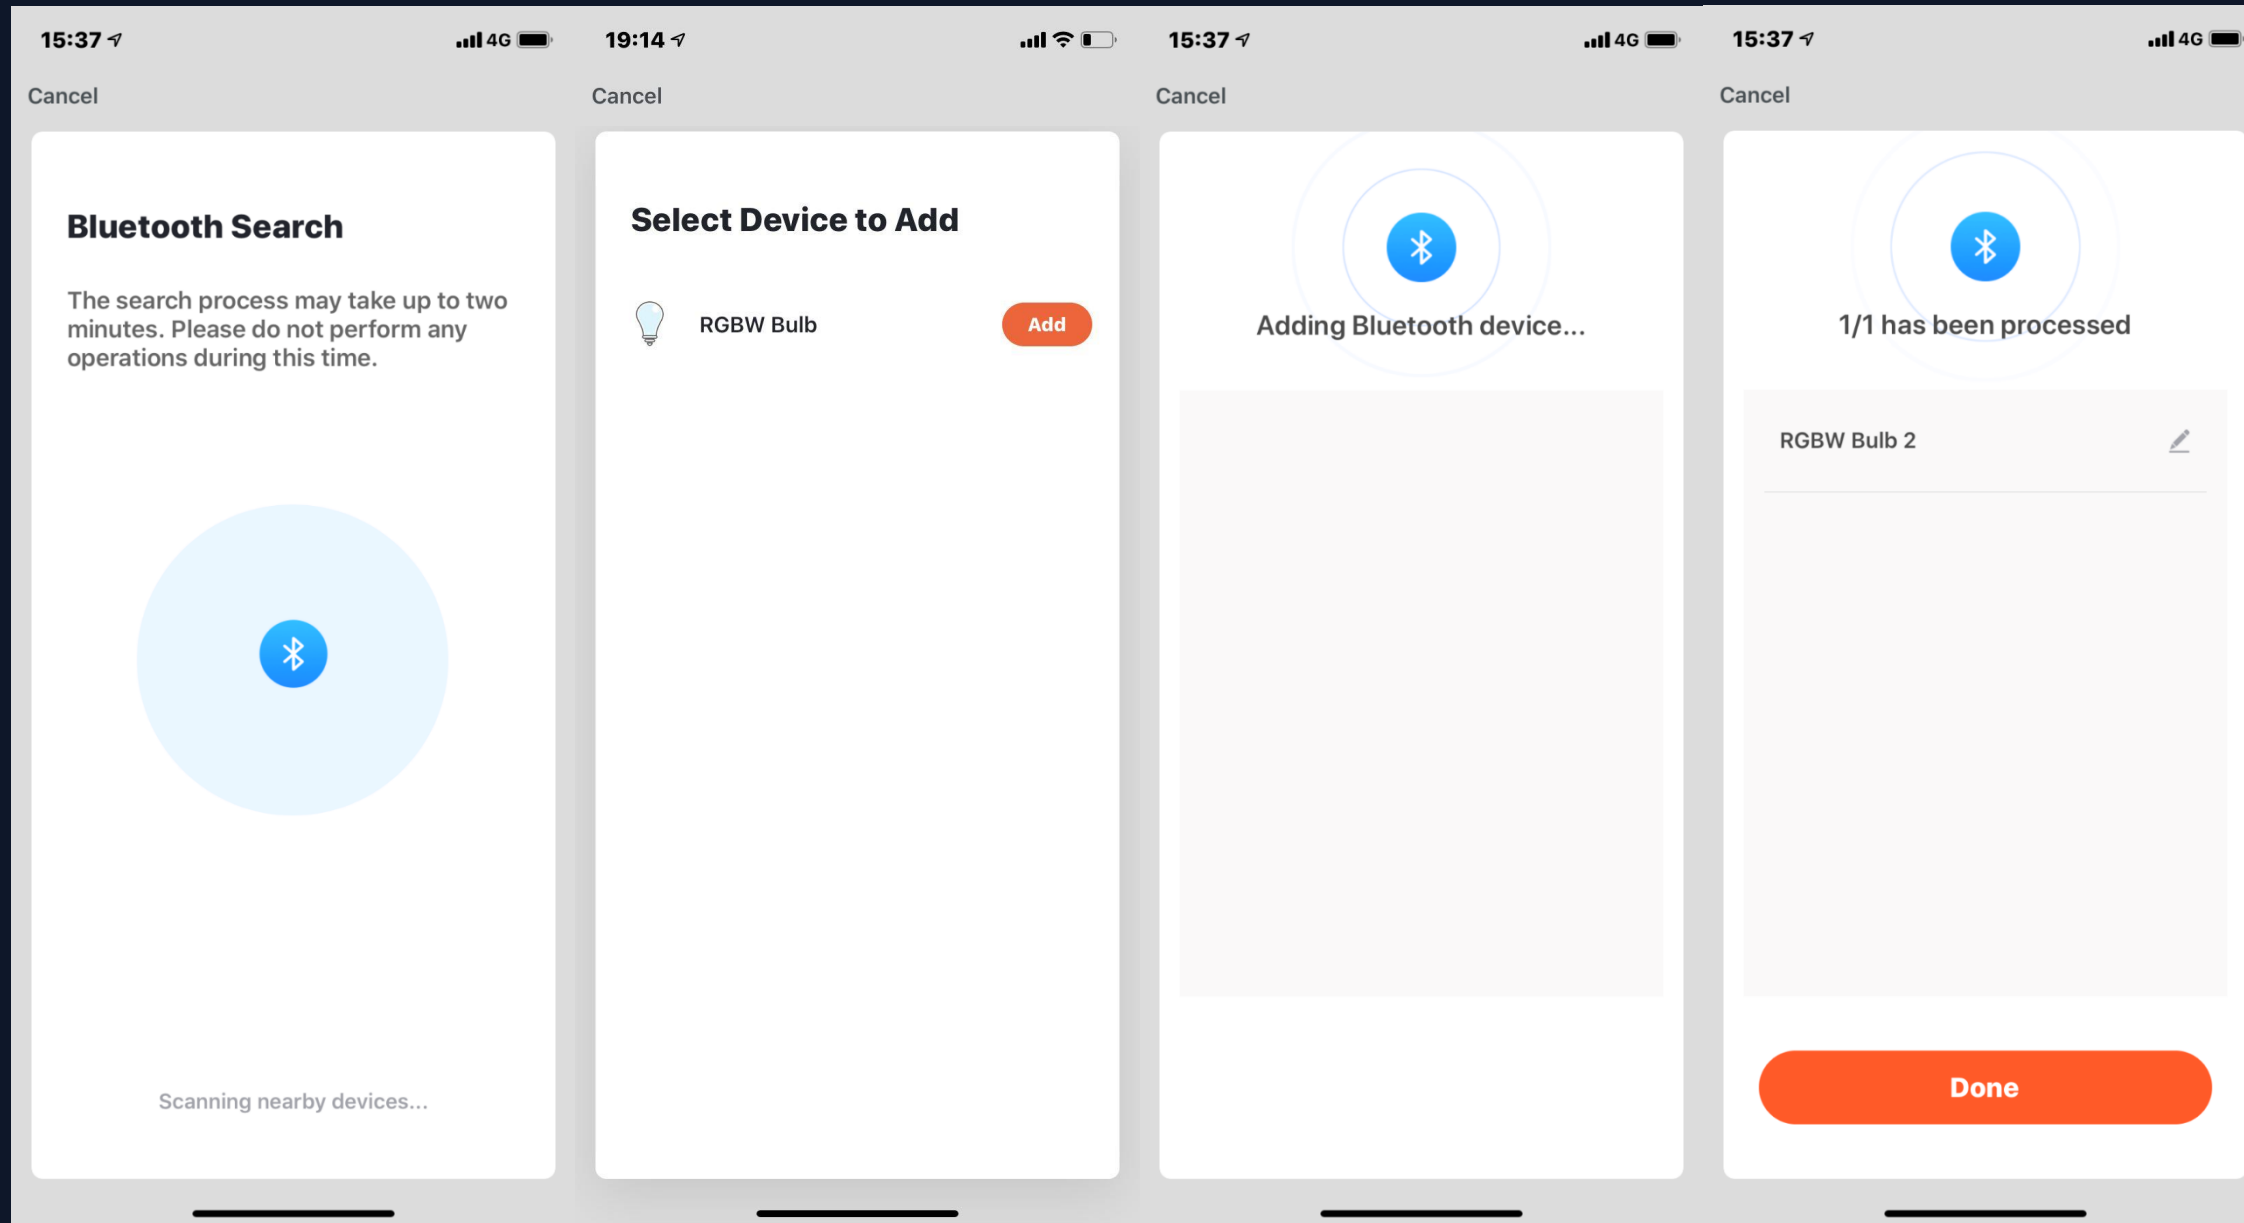 15:37
4G
Cancel
Bluetooth Search
The search process may take up to two
minutes. Please do not perform any
operations during this time.
Scanning nearby devices...
19:14
Cancel
Select Device to Add
RGBW Bulb
Add
15:37
4G
Cancel
Adding Bluetooth device...
15:37
4G
Cancel
1/1 has been processed
RGBW Bulb 2
Done